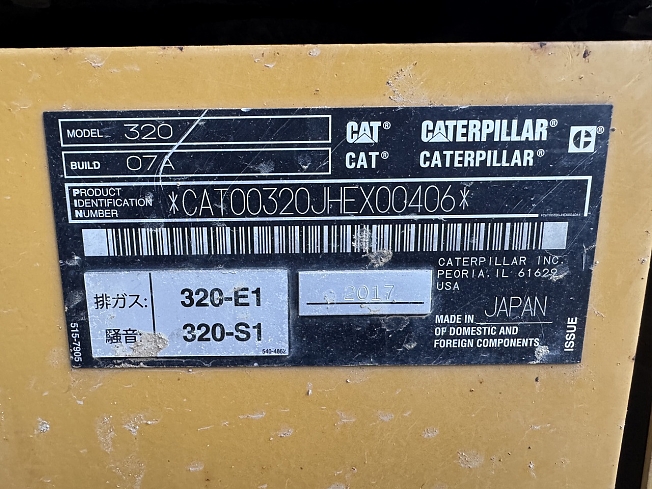 MODEL 320
BUILD 07A
CAT® CATERPILLAR®
CAT® CATERPILLAR®
PRODUCT
IDENTIFICATION
NUMBER
*CAT00320JHEX00406*
CATERPILLAR INC.
PEORIA, IL 61629
USA
排ガス: 320-E1
騒音: 320-S1
540-4862
2017
MADE IN JAPAN
OF DOMESTIC AND
FOREIGN COMPONENTS
ISSUE
515-7905